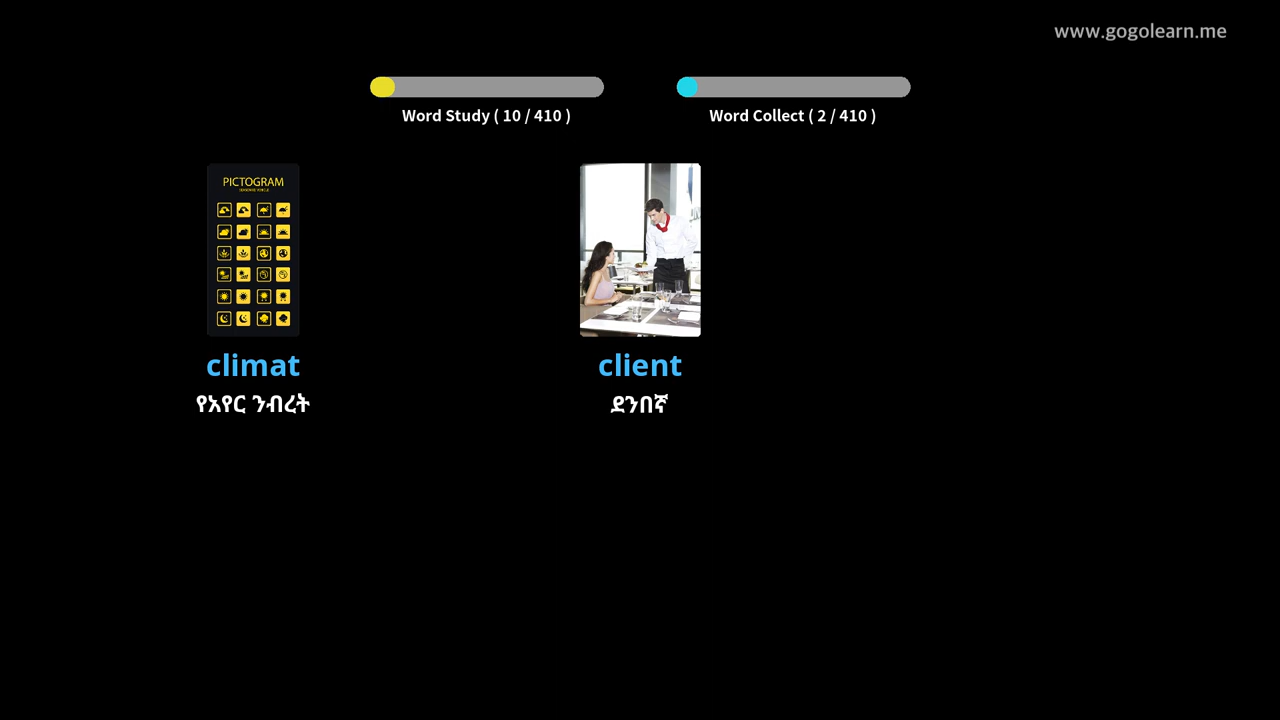 www.gogolearn.me
Word Study ( 10 / 410 )
Word Collect ( 2 / 410 )
PICTOGRAM
climat
client
የአየር ንብረት
ደንበኛ